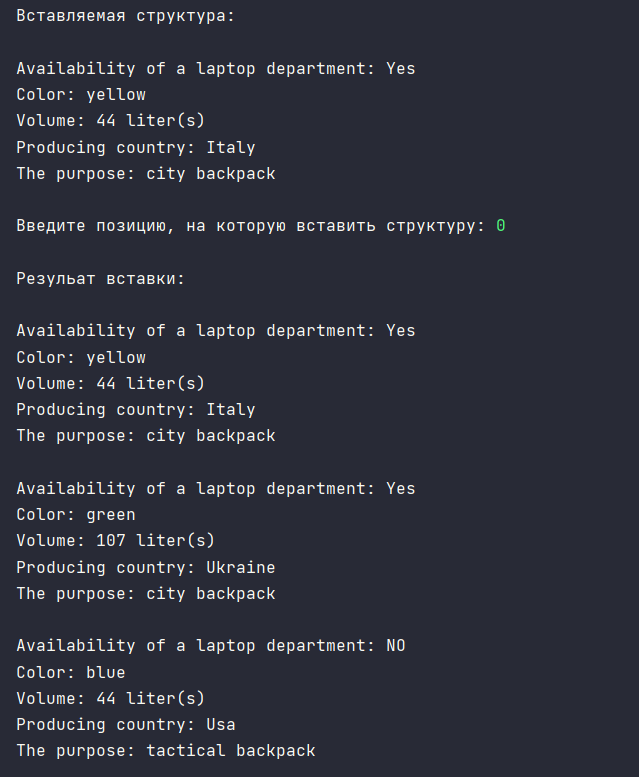 Вставляемая структура:
Availability of a laptop department: Yes
Color: yellow
Volume: 44 liter(s)
Producing country: Italy
The purpose: city backpack
Введите позицию, на которую вставить структуру: 0
Резульат вставки:
Availability of a laptop department: Yes
Color: yellow
Volume: 44 liter(s)
Producing country: Italy
The purpose: city backpack
Availability of a laptop department: Yes
Color: green
Volume: 107 liter(s)
Producing country: Ukraine
The purpose: city backpack
Availability of a laptop department: NO
Color: blue
Volume: 44 liter(s)
Producing country: Usa
The purpose: tactical backpack